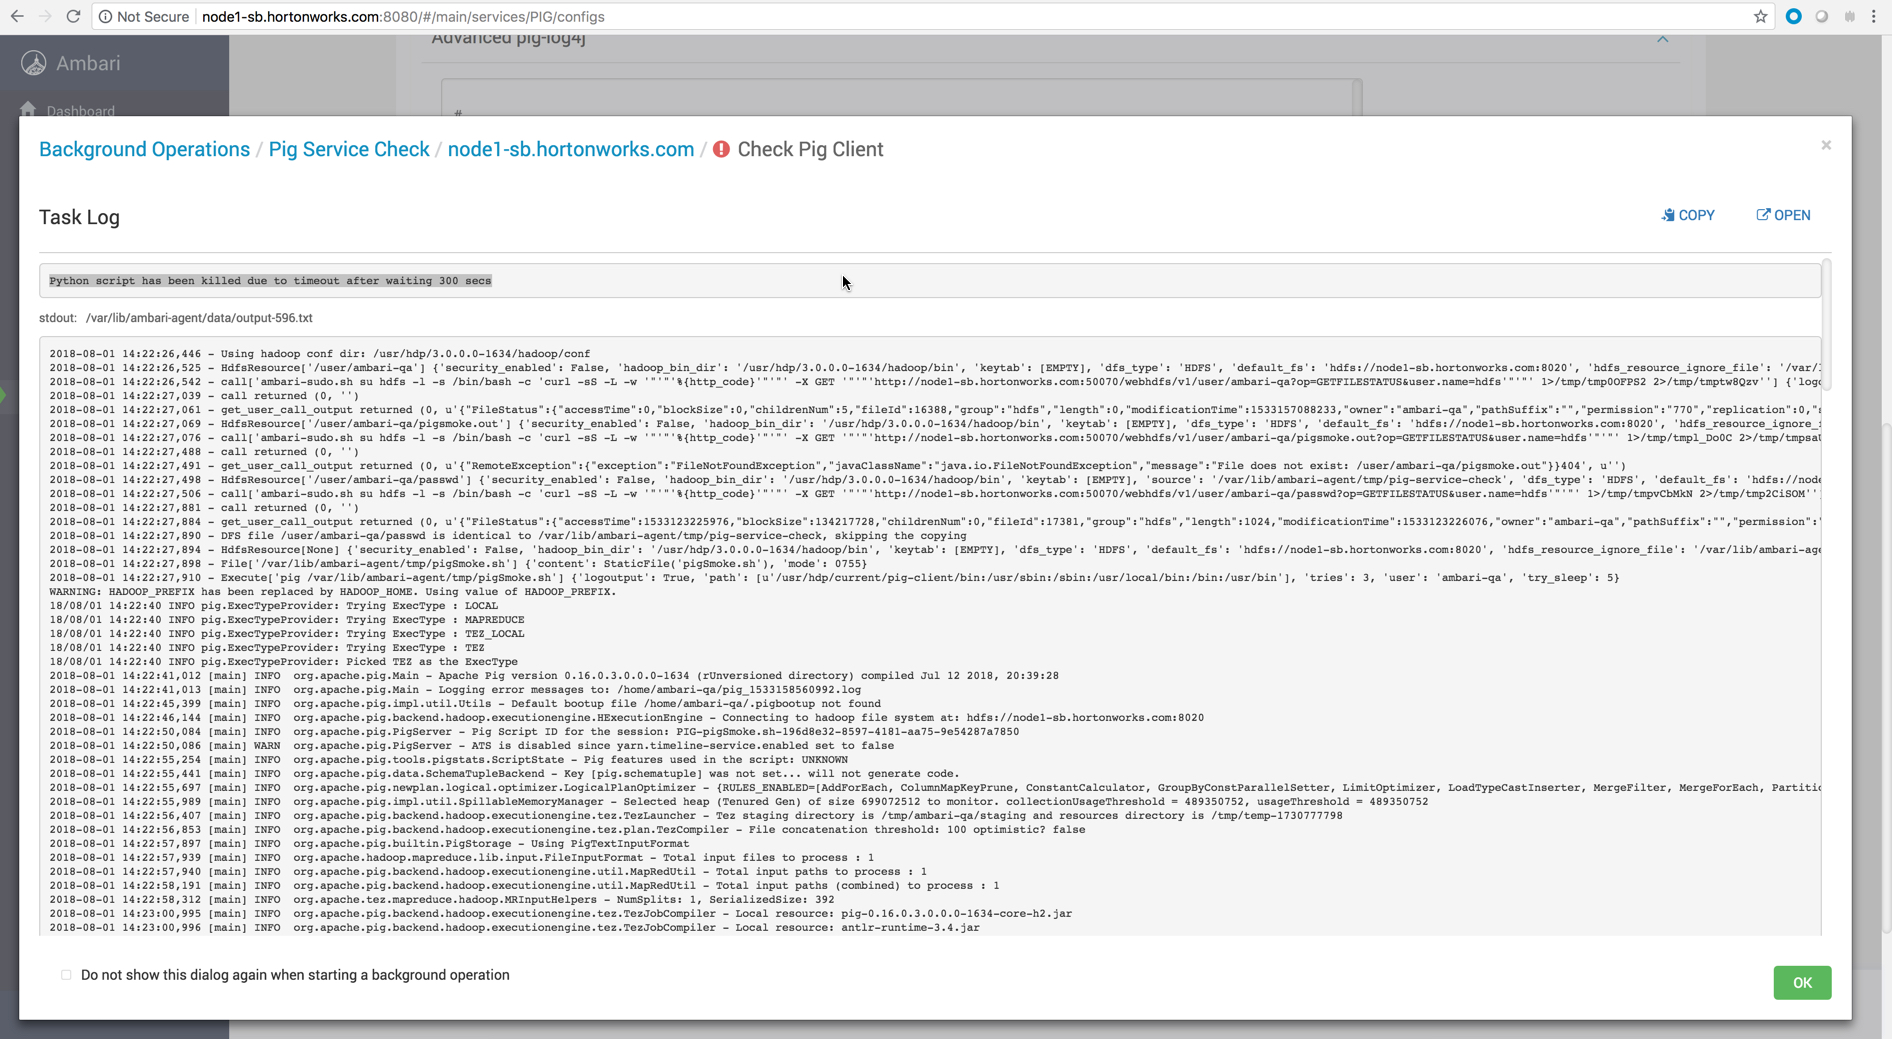 Not Secure node1-sb.hortonworks.com:8080/#/main/services/PIG/configs
Ambari
Advanced pig-log4j
Dashboard
#
Background Operations / Pig Service Check / node1-sb.hortonworks.com / Check Pig Client
×
Task Log
COPY OPEN
Python script has been killed due to timeout after waiting 300 secs
stdout: /var/lib/ambari-agent/data/output-596.txt
2018-08-01 14:22:26,446 - Using hadoop conf dir: /usr/hdp/3.0.0.0-1634/hadoop/conf
2018-08-01 14:22:26,525 - HdfsResource['/user/ambari-qa'] {'security_enabled': False, 'hadoop_bin_dir': '/usr/hdp/3.0.0.0-1634/hadoop/bin', 'keytab': [EMPTY], 'dfs_type': 'HDFS', 'default_fs': 'hdfs://node1-sb.hortonworks.com:8020', 'hdfs_resource_ignore_file': '/var/
2018-08-01 14:22:26,542 - call['ambari-sudo.sh su hdfs -l -s /bin/bash -c 'curl -sS -L -w '"'"'%{http_code}'"'"' -X GET '"'"'http://node1-sb.hortonworks.com:50070/webhdfs/v1/user/ambari-qa?op=GETFILESTATUS&user.name=hdfs'"'"' 1>/tmp/tmp0OFPS2 2>/tmp/tmptw8Qzv''] {'log
2018-08-01 14:22:27,039 - call returned (0, '')
2018-08-01 14:22:27,061 - get_user_call_output returned (0, u'{"FileStatus":{"accessTime":0,"blockSize":0,"childrenNum":5,"fileId":16388,"group":"hdfs","length":0,"modificationTime":1533157088233,"owner":"ambari-qa","pathSuffix":"","permission":"770","replication":0,"
2018-08-01 14:22:27,069 - HdfsResource['/user/ambari-qa/pigsmoke.out'] {'security_enabled': False, 'hadoop_bin_dir': '/usr/hdp/3.0.0.0-1634/hadoop/bin', 'keytab': [EMPTY], 'dfs_type': 'HDFS', 'default_fs': 'hdfs://node1-sb.hortonworks.com:8020', 'hdfs_resource_ignore_
2018-08-01 14:22:27,076 - call['ambari-sudo.sh su hdfs -l -s /bin/bash -c 'curl -sS -L -w '"'"'%{http_code}'"'"' -X GET '"'"'http://node1-sb.hortonworks.com:50070/webhdfs/v1/user/ambari-qa/pigsmoke.out?op=GETFILESTATUS&user.name=hdfs'"'"' 1>/tmp/tmpl_Do0C 2>/tmp/tmpsa
2018-08-01 14:22:27,488 - call returned (0, '')
2018-08-01 14:22:27,491 - get_user_call_output returned (0, u'{"RemoteException":{"exception":"FileNotFoundException","javaClassName":"java.io.FileNotFoundException","message":"File does not exist: /user/ambari-qa/pigsmoke.out"}}404', u'')
2018-08-01 14:22:27,498 - HdfsResource['/user/ambari-qa/passwd'] {'security_enabled': False, 'hadoop_bin_dir': '/usr/hdp/3.0.0.0-1634/hadoop/bin', 'keytab': [EMPTY], 'source': '/var/lib/ambari-agent/tmp/pig-service-check', 'dfs_type': 'HDFS', 'default_fs': 'hdfs://node
2018-08-01 14:22:27,506 - call['ambari-sudo.sh su hdfs -l -s /bin/bash -c 'curl -sS -L -w '"'"'%{http_code}'"'"' -X GET '"'"'http://node1-sb.hortonworks.com:50070/webhdfs/v1/user/ambari-qa/passwd?op=GETFILESTATUS&user.name=hdfs'"'"' 1>/tmp/tmpvCbMkN 2>/tmp/tmp2CiSOM''
2018-08-01 14:22:27,881 - call returned (0, '')
2018-08-01 14:22:27,884 - get_user_call_output returned (0, u'{"FileStatus":{"accessTime":1533123225976,"blockSize":134217728,"childrenNum":0,"fileId":17381,"group":"hdfs","length":1024,"modificationTime":1533123226076,"owner":"ambari-qa","pathSuffix":"","permission":
2018-08-01 14:22:27,890 - DFS file /user/ambari-qa/passwd is identical to /var/lib/ambari-agent/tmp/pig-service-check, skipping the copying
2018-08-01 14:22:27,894 - HdfsResource[None] {'security_enabled': False, 'hadoop_bin_dir': '/usr/hdp/3.0.0.0-1634/hadoop/bin', 'keytab': [EMPTY], 'dfs_type': 'HDFS', 'default_fs': 'hdfs://node1-sb.hortonworks.com:8020', 'hdfs_resource_ignore_file': '/var/lib/ambari-ag
2018-08-01 14:22:27,898 - File['/var/lib/ambari-agent/tmp/pigSmoke.sh'] {'content': StaticFile('pigSmoke.sh'), 'mode': 0755}
2018-08-01 14:22:27,910 - Execute['pig /var/lib/ambari-agent/tmp/pigSmoke.sh'] {'logoutput': True, 'path': [u'/usr/hdp/current/pig-client/bin:/usr/sbin:/sbin:/usr/local/bin:/bin:/usr/bin'], 'tries': 3, 'user': 'ambari-qa', 'try_sleep': 5}
WARNING: HADOOP_PREFIX has been replaced by HADOOP_HOME. Using value of HADOOP_PREFIX.
18/08/01 14:22:40 INFO pig.ExecTypeProvider: Trying ExecType : LOCAL
18/08/01 14:22:40 INFO pig.ExecTypeProvider: Trying ExecType : MAPREDUCE
18/08/01 14:22:40 INFO pig.ExecTypeProvider: Trying ExecType : TEZ_LOCAL
18/08/01 14:22:40 INFO pig.ExecTypeProvider: Trying ExecType : TEZ
18/08/01 14:22:40 INFO pig.ExecTypeProvider: Picked TEZ as the ExecType
2018-08-01 14:22:41,012 [main] INFO  org.apache.pig.Main - Apache Pig version 0.16.0.3.0.0.0-1634 (rUnversioned directory) compiled Jul 12 2018, 20:39:28
2018-08-01 14:22:41,013 [main] INFO  org.apache.pig.Main - Logging error messages to: /home/ambari-qa/pig_1533158560992.log
2018-08-01 14:22:45,399 [main] INFO  org.apache.pig.impl.util.Utils - Default bootup file /home/ambari-qa/.pigbootup not found
2018-08-01 14:22:46,144 [main] INFO  org.apache.pig.backend.hadoop.executionengine.HExecutionEngine - Connecting to hadoop file system at: hdfs://node1-sb.hortonworks.com:8020
2018-08-01 14:22:50,084 [main] INFO  org.apache.pig.PigServer - Pig Script ID for the session: PIG-pigSmoke.sh-196d8e32-8597-4181-aa75-9e54287a7850
2018-08-01 14:22:50,086 [main] WARN  org.apache.pig.PigServer - ATS is disabled since yarn.timeline-service.enabled set to false
2018-08-01 14:22:55,254 [main] INFO  org.apache.pig.tools.pigstats.ScriptState - Pig features used in the script: UNKNOWN
2018-08-01 14:22:55,441 [main] INFO  org.apache.pig.data.SchemaTupleBackend - Key [pig.schematuple] was not set... will not generate code.
2018-08-01 14:22:55,697 [main] INFO  org.apache.pig.newplan.logical.optimizer.LogicalPlanOptimizer - {RULES_ENABLED=[AddForEach, ColumnMapKeyPrune, ConstantCalculator, GroupByConstParallelSetter, LimitOptimizer, LoadTypeCastInserter, MergeFilter, MergeForEach, Partitio
2018-08-01 14:22:55,989 [main] INFO  org.apache.pig.impl.util.SpillableMemoryManager - Selected heap (Tenured Gen) of size 699072512 to monitor. collectionUsageThreshold = 489350752, usageThreshold = 489350752
2018-08-01 14:22:56,407 [main] INFO  org.apache.pig.backend.hadoop.executionengine.tez.TezLauncher - Tez staging directory is /tmp/ambari-qa/staging and resources directory is /tmp/temp-1730777798
2018-08-01 14:22:56,853 [main] INFO  org.apache.pig.backend.hadoop.executionengine.tez.plan.TezCompiler - File concatenation threshold: 100 optimistic? false
2018-08-01 14:22:57,897 [main] INFO  org.apache.pig.builtin.PigStorage - Using PigTextInputFormat
2018-08-01 14:22:57,939 [main] INFO  org.apache.hadoop.mapreduce.lib.input.FileInputFormat - Total input files to process : 1
2018-08-01 14:22:57,940 [main] INFO  org.apache.pig.backend.hadoop.executionengine.util.MapRedUtil - Total input paths to process : 1
2018-08-01 14:22:58,191 [main] INFO  org.apache.pig.backend.hadoop.executionengine.util.MapRedUtil - Total input paths (combined) to process : 1
2018-08-01 14:22:58,312 [main] INFO  org.apache.tez.mapreduce.hadoop.MRInputHelpers - NumSplits: 1, SerializedSize: 392
2018-08-01 14:23:00,995 [main] INFO  org.apache.pig.backend.hadoop.executionengine.tez.TezJobCompiler - Local resource: pig-0.16.0.3.0.0.0-1634-core-h2.jar
2018-08-01 14:23:00,996 [main] INFO  org.apache.pig.backend.hadoop.executionengine.tez.TezJobCompiler - Local resource: antlr-runtime-3.4.jar
Do not show this dialog again when starting a background operation
OK